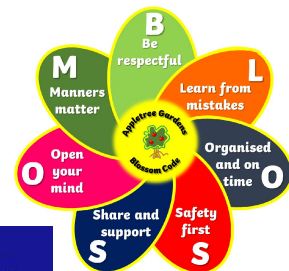 B
Be
respectful
L
Learn from
mistakes
O
Organised
and on
time
S
Safety
first
S
Share and
support
O
Open
your
mind
M
Manners
matter
Appletree Gardens
Blossom Code